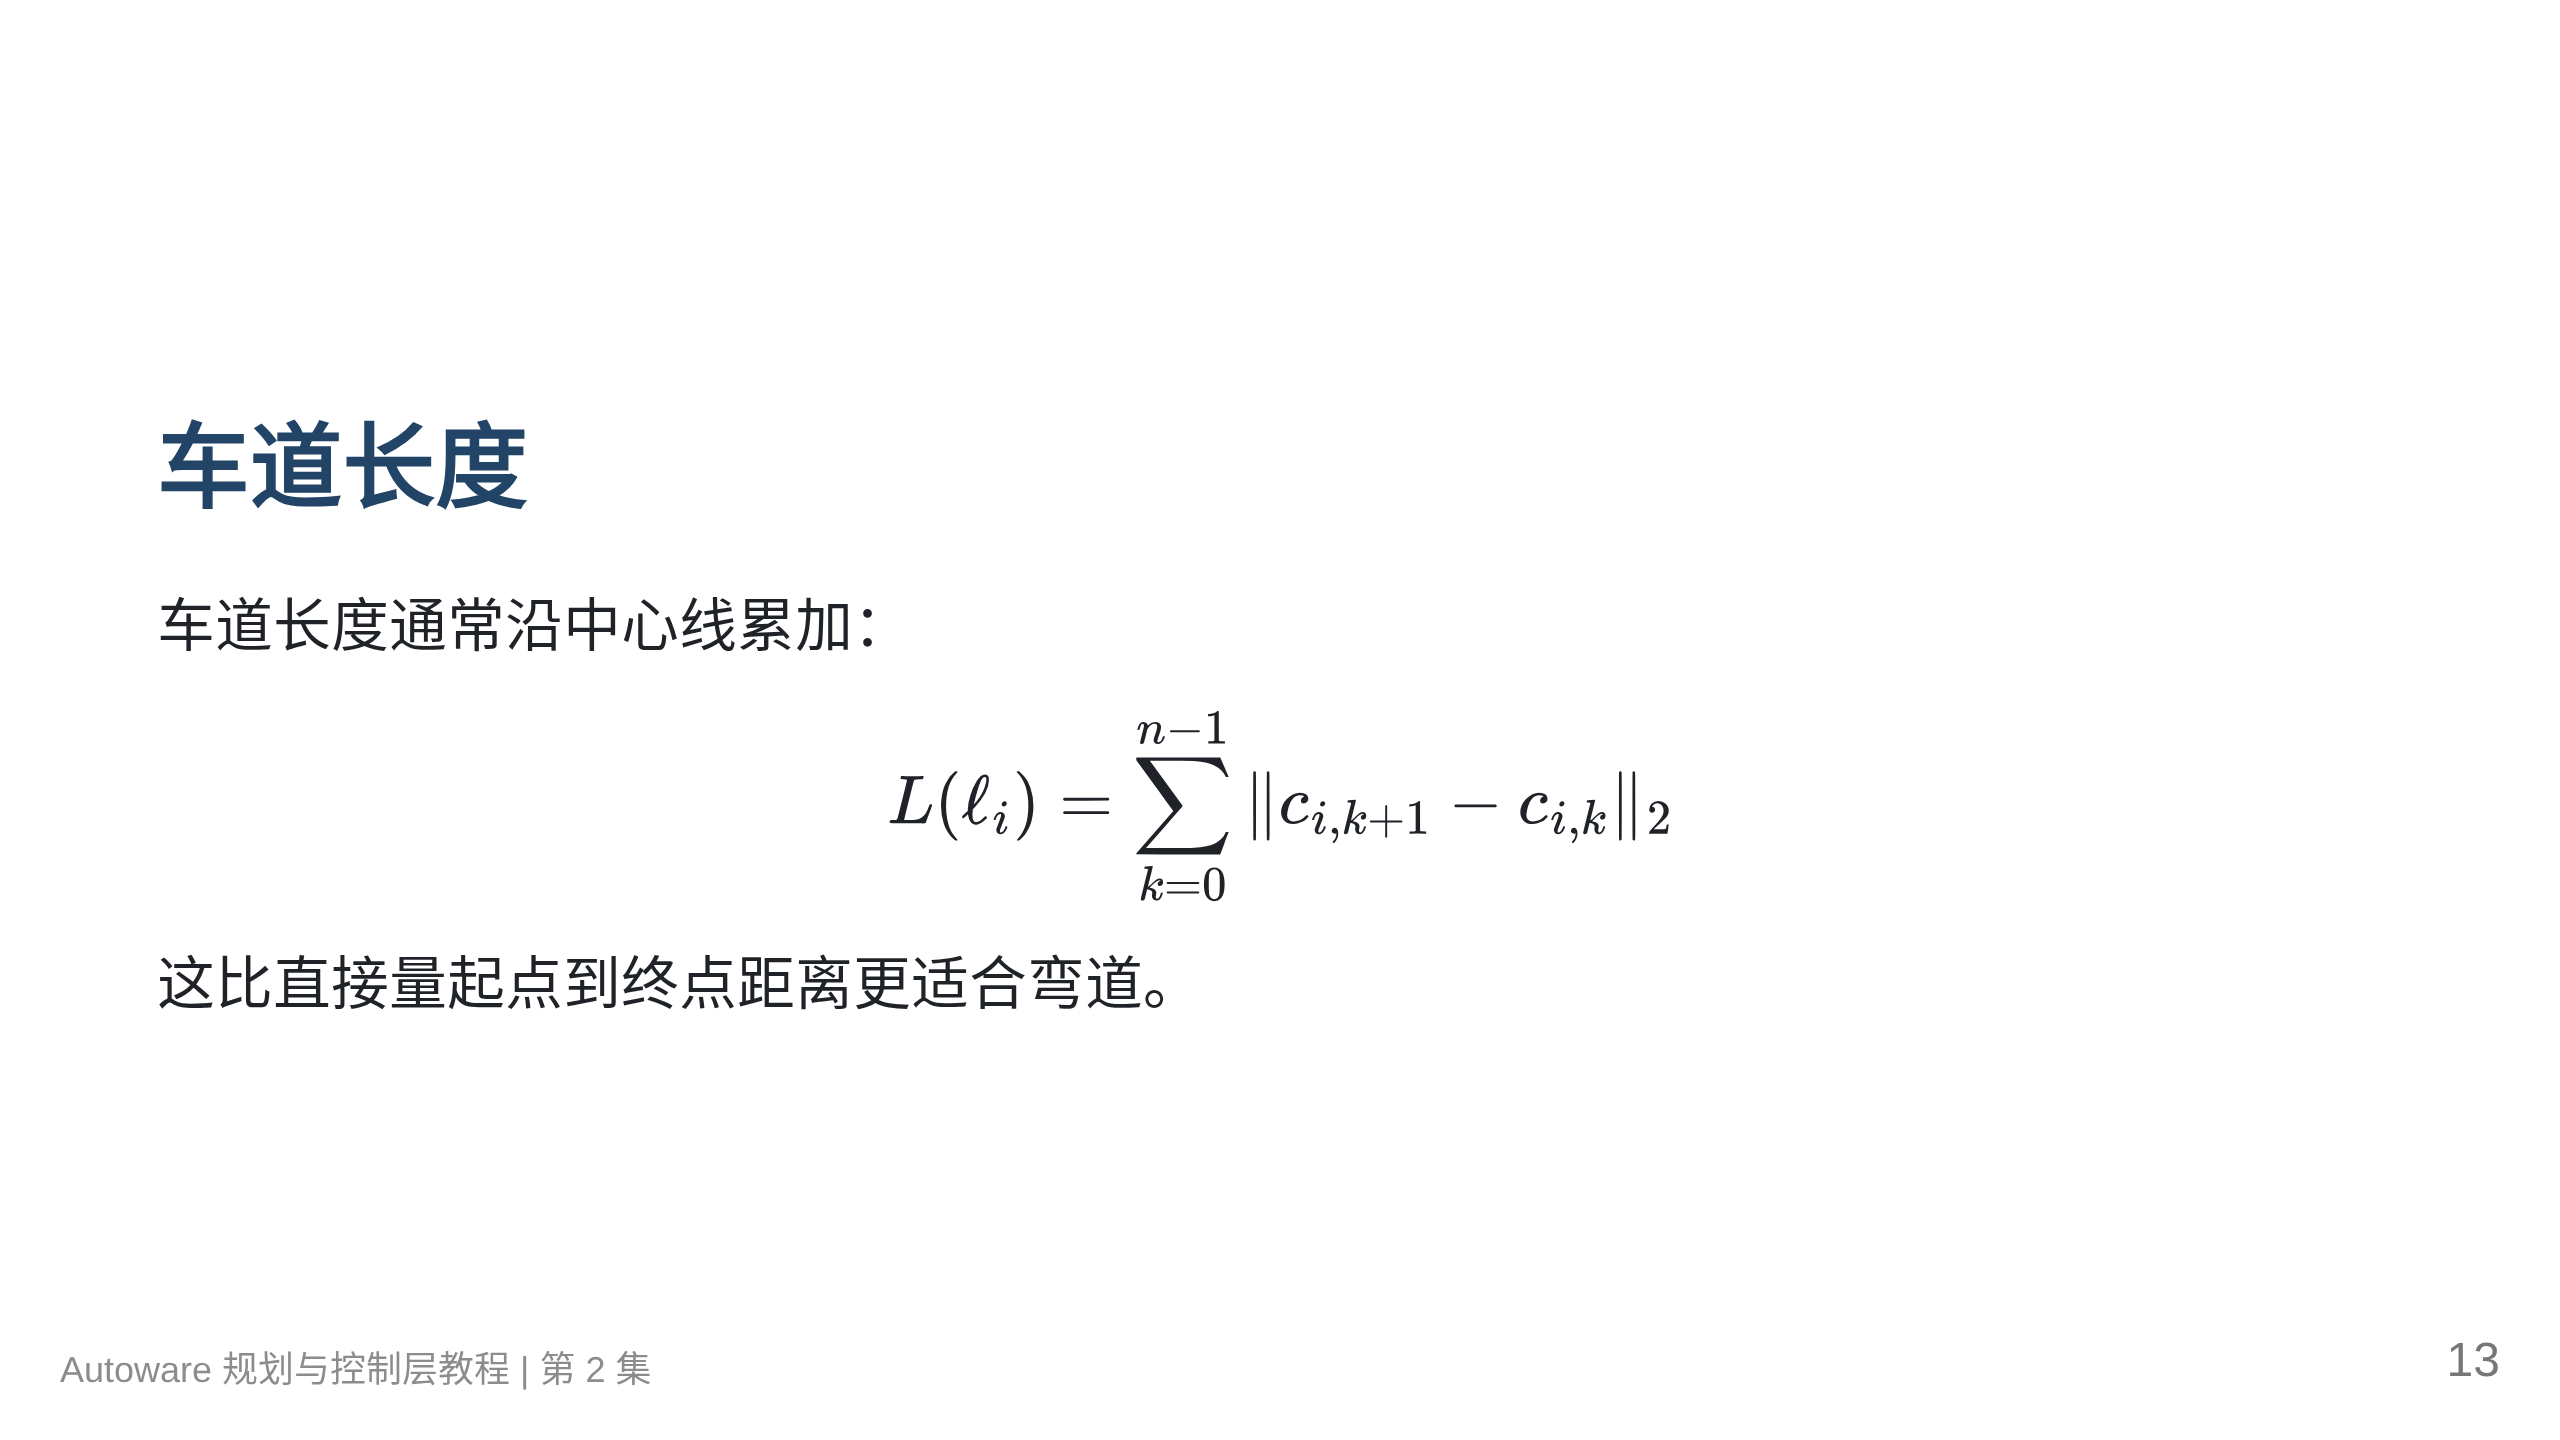 车道长度
车道长度通常沿中心线累加：
$L(\ell_i) = \sum_{k=0}^{n-1} \|c_{i,k+1} - c_{i,k}\|_2$
这比直接量起点到终点距离更适合弯道。
Autoware 规划与控制层教程 | 第 2 集
13